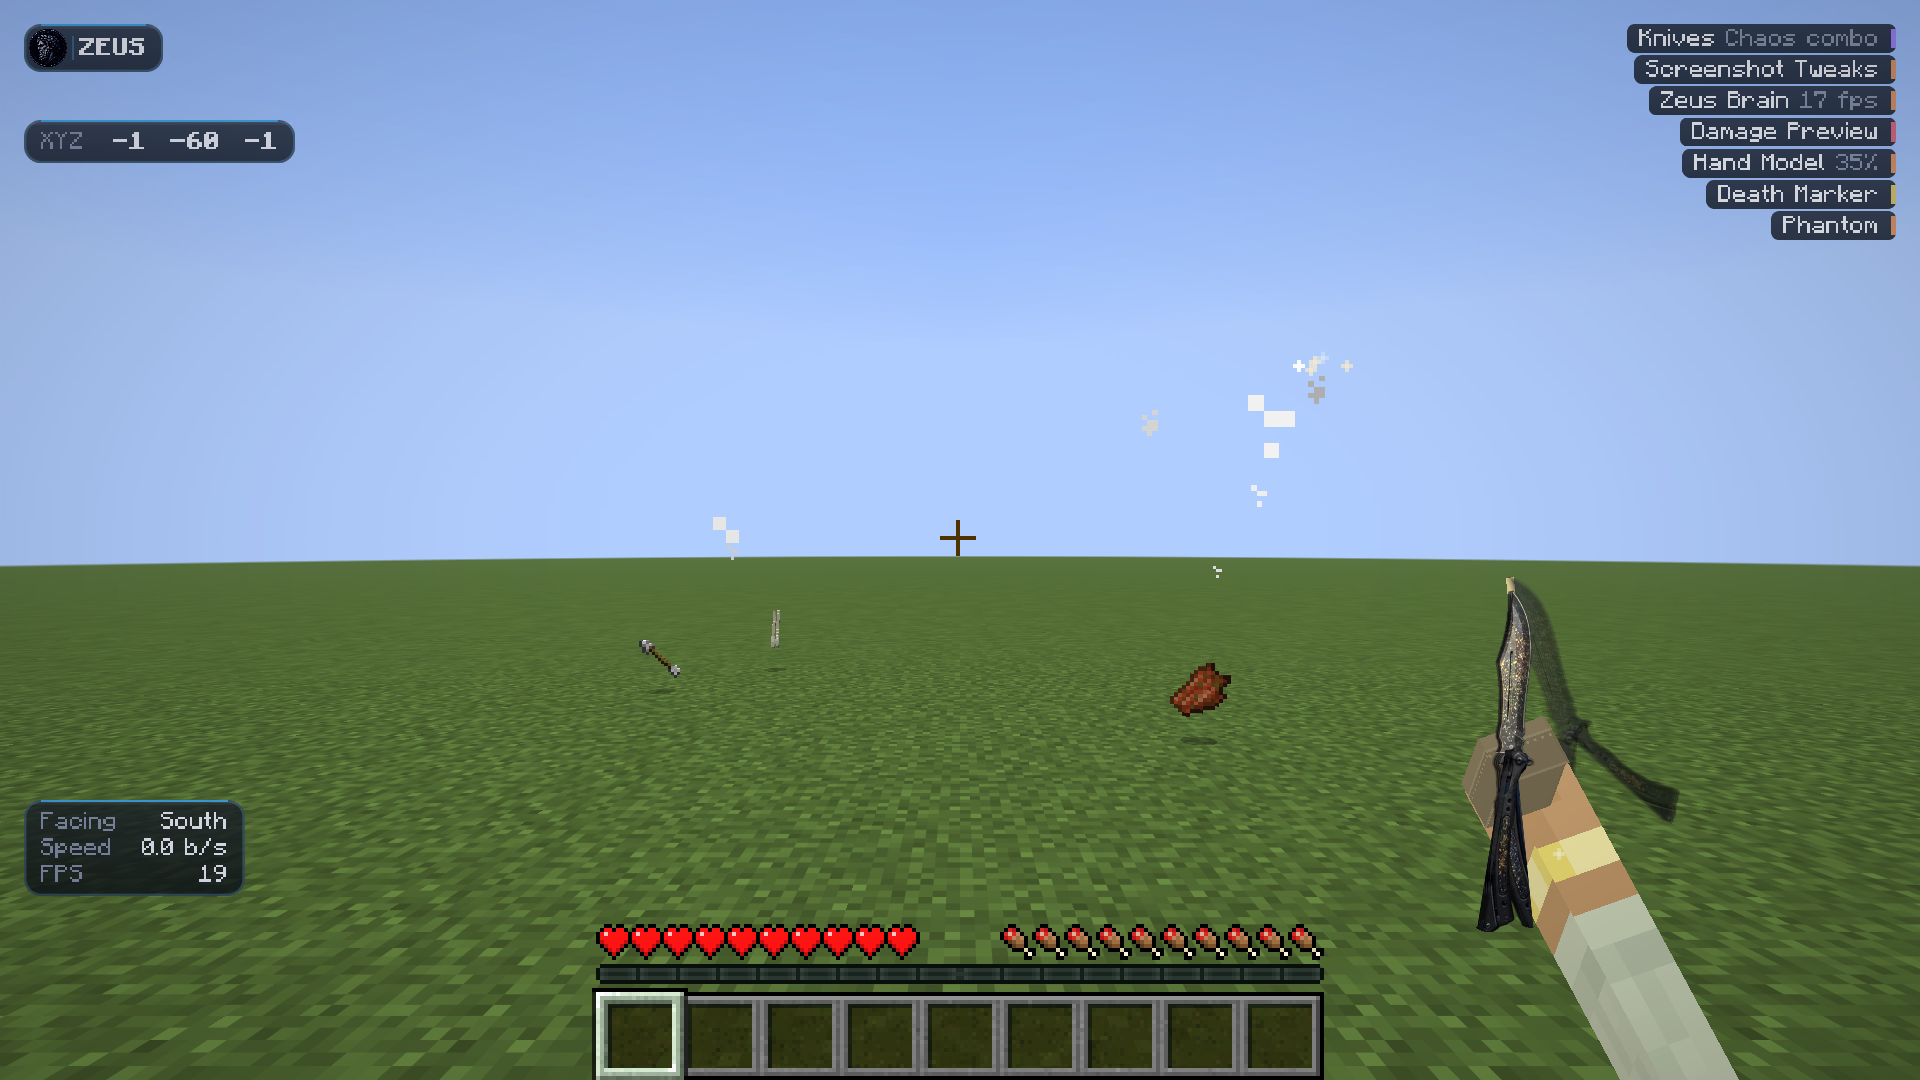 ZEUS
XYZ -1 -60 -1
Knives Chaos combo
Screenshot Tweaks
Zeus Brain 17 fps
Damage Preview
Hand Model 35%
Death Marker
Phantom
Facing South
Speed 0.0 b/s
FPS 19